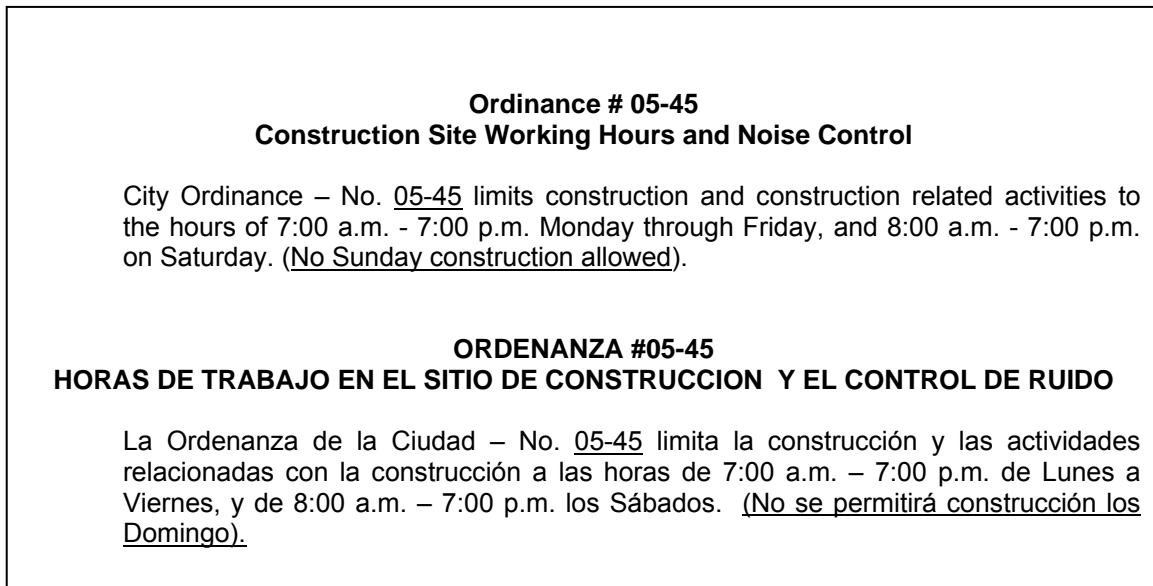 Ordinance # 05-45
Construction Site Working Hours and Noise Control
City Ordinance – No. 05-45 limits construction and construction related activities to
the hours of 7:00 a.m. - 7:00 p.m. Monday through Friday, and 8:00 a.m. - 7:00 p.m.
on Saturday. (No Sunday construction allowed).
ORDENANZA #05-45
HORAS DE TRABAJO EN EL SITIO DE CONSTRUCCION Y EL CONTROL DE RUIDO
La Ordenanza de la Ciudad – No. 05-45 limita la construcción y las actividades
relacionadas con la construcción a las horas de 7:00 a.m. – 7:00 p.m. de Lunes a
Viernes, y de 8:00 a.m. – 7:00 p.m. los Sábados. (No se permitirá construcción los
Domingo).